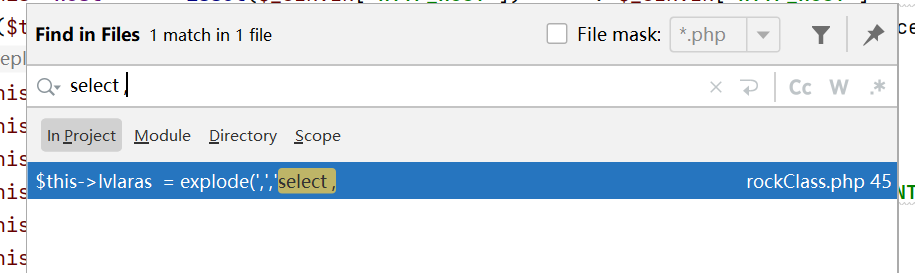 Find in Files 1 match in 1 file File mask: *.php
select ,
Cc W .*
In Project Module Directory Scope
$this->lvlaras = explode(',','select , rockClass.php 45